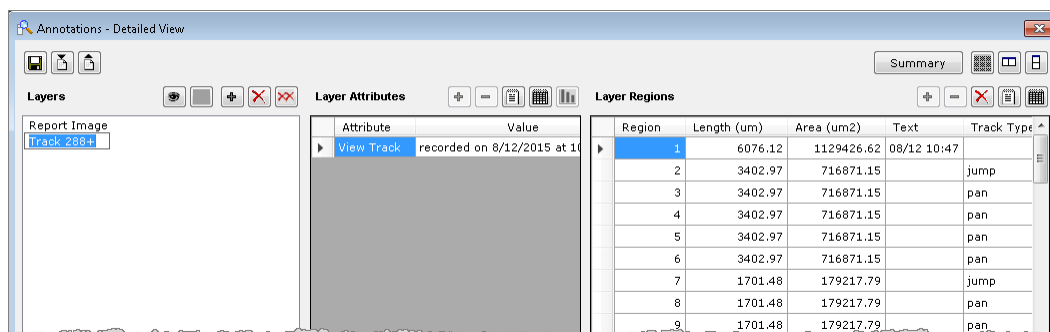 Annotations - Detailed View
Summary
Layers
Layer Attributes
Layer Regions
Report Image
Track 288+
Attribute Value
View Track recorded on 8/12/2015 at 10
Region Length (um) Area (um2) Text Track Type
1 6076.12 1129426.62 08/12 10:47
2 3402.97 716871.15 jump
3 3402.97 716871.15 pan
4 3402.97 716871.15 pan
5 3402.97 716871.15 pan
6 3402.97 716871.15 pan
7 1701.48 179217.79 jump
8 1701.48 179217.79 pan
9 1701.48 179217.79 pan